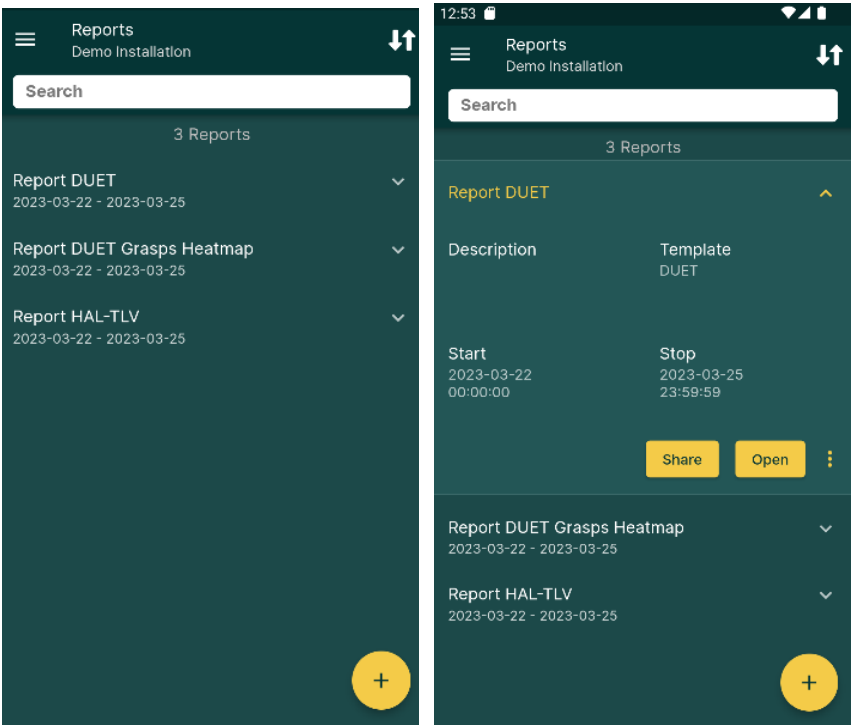 Reports
Demo Installation
Search
3 Reports
Report DUET
2023-03-22 - 2023-03-25
Report DUET Grasps Heatmap
2023-03-22 - 2023-03-25
Report HAL-TLV
2023-03-22 - 2023-03-25
+
12:53
Reports
Demo Installation
Search
3 Reports
Report DUET
Description
Template
DUET
Start
2023-03-22
00:00:00
Stop
2023-03-25
23:59:59
Share
Open
Report DUET Grasps Heatmap
2023-03-22 - 2023-03-25
Report HAL-TLV
2023-03-22 - 2023-03-25
+